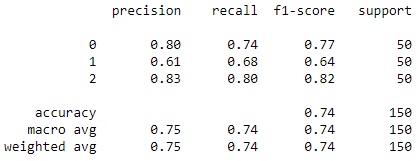 precision recall f1-score support
0 0.80 0.74 0.77 50
1 0.61 0.68 0.64 50
2 0.83 0.80 0.82 50
accuracy 0.74 150
macro avg 0.75 0.74 0.74 150
weighted avg 0.75 0.74 0.74 150